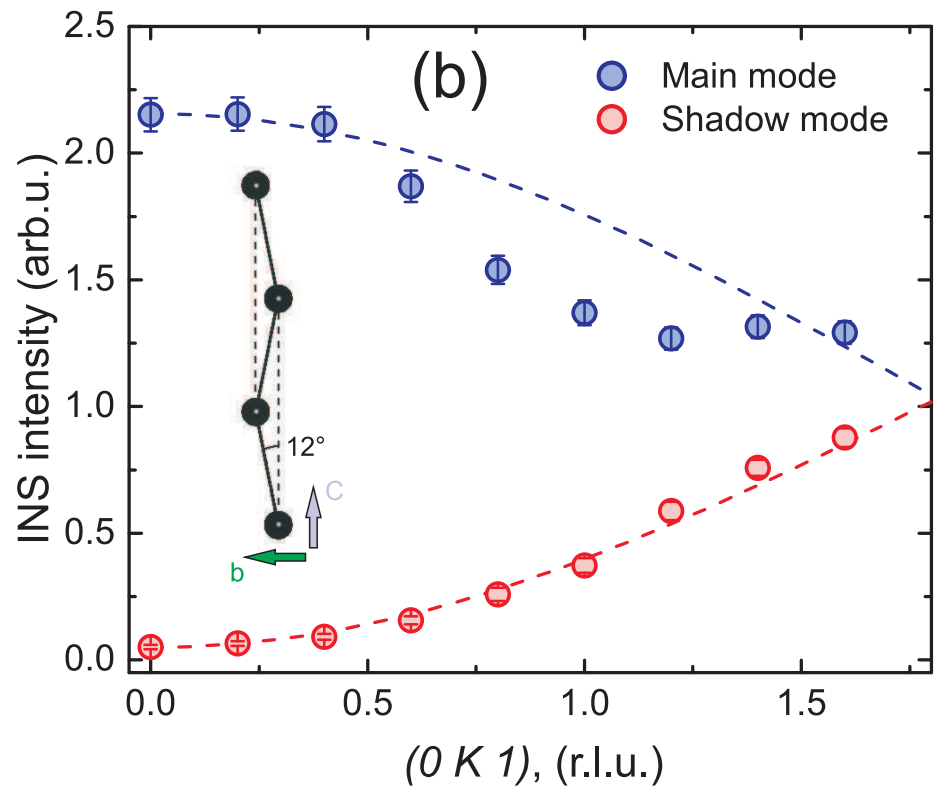 (b)
Main mode
Shadow mode
2.5
2.0
1.5
1.0
0.5
0.0
INS intensity (arb.u.)
12°
C
b
0.0 0.5 1.0 1.5
(0 K 1), (r.l.u.)